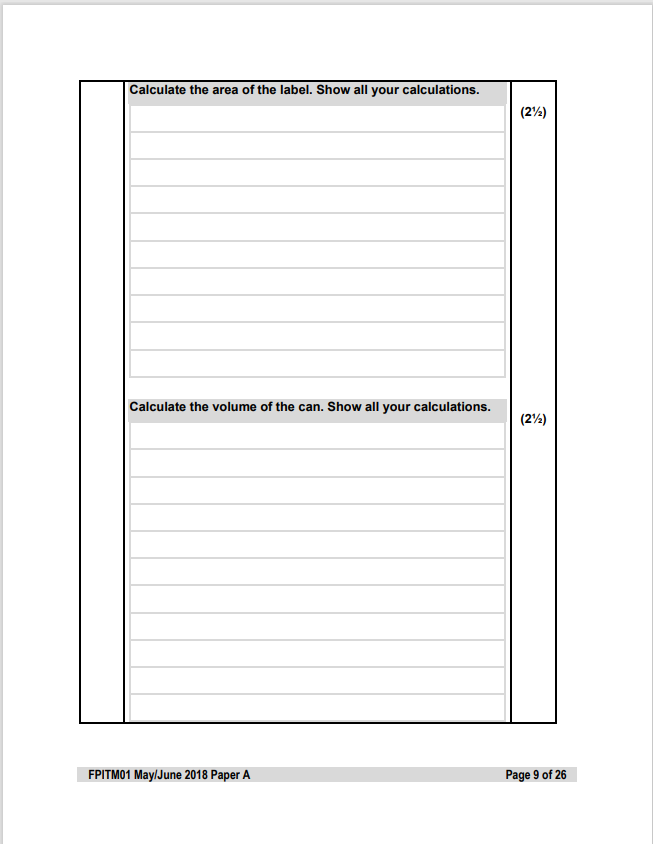 Calculate the area of the label. Show all your calculations.
(2½)
Calculate the volume of the can. Show all your calculations.
(2½)
FPITM01 May/June 2018 Paper A Page 9 of 26